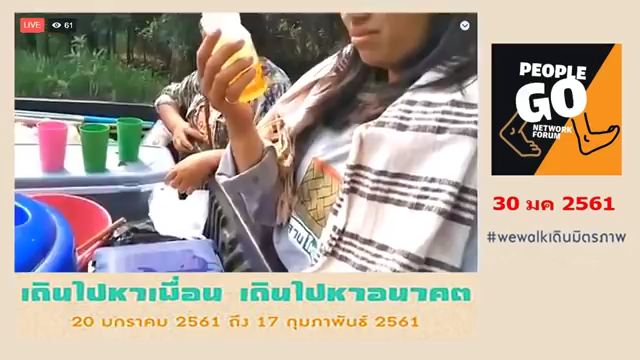 LIVE 61
PEOPLE
GO
NETWORK
FORUM
30 มค 2561
#wewalkเดินมิตรภาพ
เดินไปหาเพื่อน เดินไปหาอนาคต
20 มกราคม 2561 ถึง 17 กุมภาพันธ์ 2561